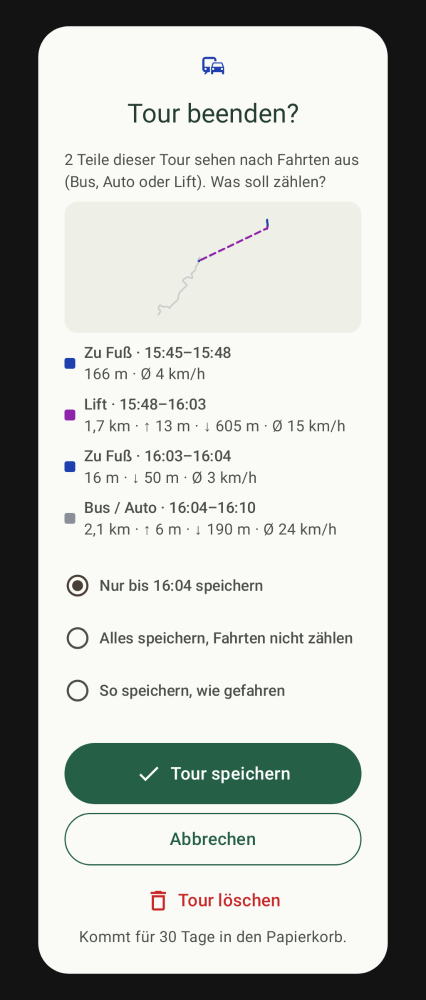 Tour beenden?
2 Teile dieser Tour sehen nach Fahrten aus
(Bus, Auto oder Lift). Was soll zählen?
Zu Fuß · 15:45–15:48
166 m · Ø 4 km/h
Lift · 15:48–16:03
1,7 km · ↑ 13 m · ↓ 605 m · Ø 15 km/h
Zu Fuß · 16:03–16:04
16 m · ↓ 50 m · Ø 3 km/h
Bus / Auto · 16:04–16:10
2,1 km · ↑ 6 m · ↓ 190 m · Ø 24 km/h
Nur bis 16:04 speichern
Alles speichern, Fahrten nicht zählen
So speichern, wie gefahren
Tour speichern
Abbrechen
Tour löschen
Kommt für 30 Tage in den Papierkorb.